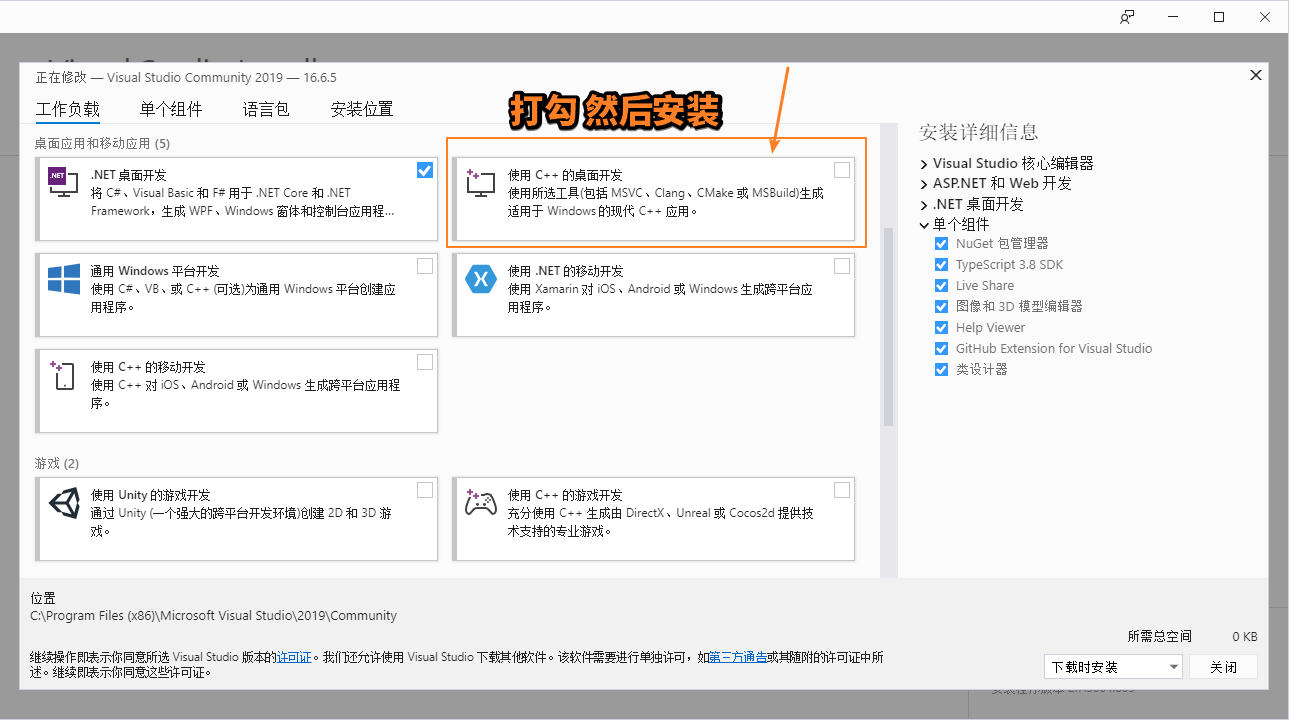 正在修改 — Visual Studio Community 2019 — 16.6.5
工作负载 单个组件 语言包 安装位置
打勾 然后安装
桌面应用和移动应用 (5)
.NET
.NET 桌面开发
将 C#、Visual Basic 和 F# 用于 .NET Core 和 .NET
Framework，生成 WPF、Windows 窗体和控制台应用程...
使用 C++ 的桌面开发
使用所选工具(包括 MSVC、Clang、CMake 或 MSBuild)生成
适用于 Windows 的现代 C++ 应用。
通用 Windows 平台开发
使用 C#、VB、或 C++ (可选)为通用 Windows 平台创建应
用程序。
使用 .NET 的移动开发
使用 Xamarin 对 iOS、Android 或 Windows 生成跨平台应
用程序。
使用 C++ 的移动开发
使用 C++ 对 iOS、Android 或 Windows 生成跨平台应用程
序。
游戏 (2)
使用 Unity 的游戏开发
通过 Unity (一个强大的跨平台开发环境)创建 2D 和 3D 游
戏。
使用 C++ 的游戏开发
充分使用 C++ 生成由 DirectX、Unreal 或 Cocos2d 提供技
术支持的专业游戏。
安装详细信息
Visual Studio 核心编辑器
ASP.NET 和 Web 开发
.NET 桌面开发
单个组件
NuGet 包管理器
TypeScript 3.8 SDK
Live Share
图像和 3D 模型编辑器
Help Viewer
GitHub Extension for Visual Studio
类设计器
位置
C:\Program Files (x86)\Microsoft Visual Studio\2019\Community
继续操作即表示你同意所选 Visual Studio 版本的许可证。我们还允许使用 Visual Studio 下载其他软件。该软件需要进行单独许可，如第三方通告或其随附的许可证中所
述。继续即表示你同意这些许可证。
所需总空间 0 KB
下载时安装 关闭